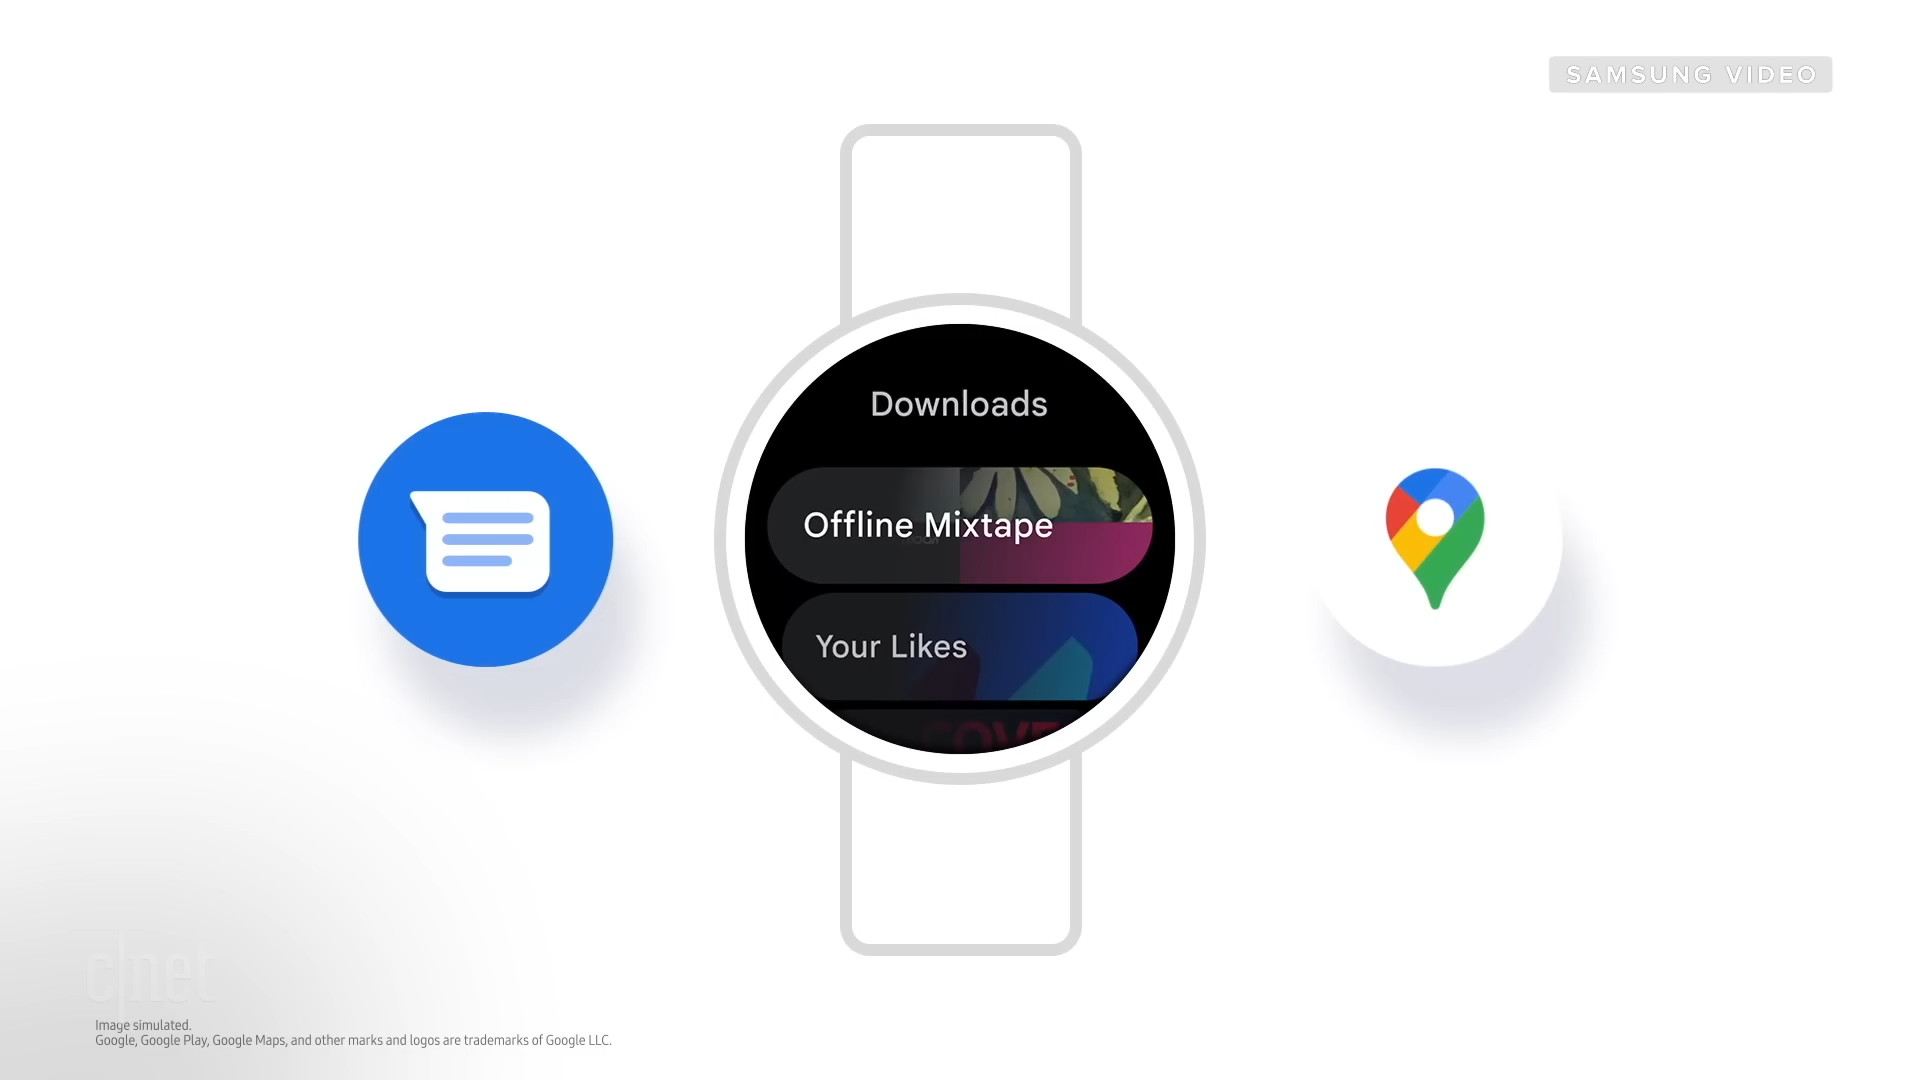 SAMSUNG VIDEO
Downloads
Offline Mixtape
Your Likes
c|net
Image simulated.
Google, Google Play, Google Maps, and other marks and logos are trademarks of Google LLC.